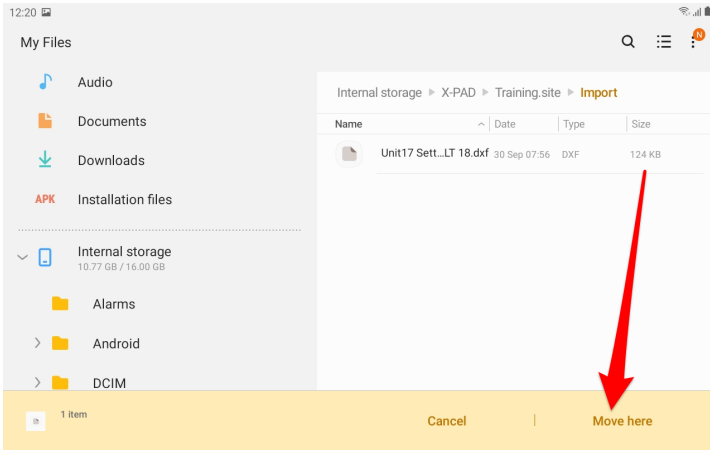 12:20
My Files
N
Audio
Documents
Downloads
APK Installation files
Internal storage
10.77 GB / 16.00 GB
Alarms
Android
DCIM
Internal storage X-PAD Training.site Import
Name Date Type Size
Unit17 Sett...LT 18.dxf 30 Sep 07:56 DXF 124 KB
1 item
Cancel
Move here